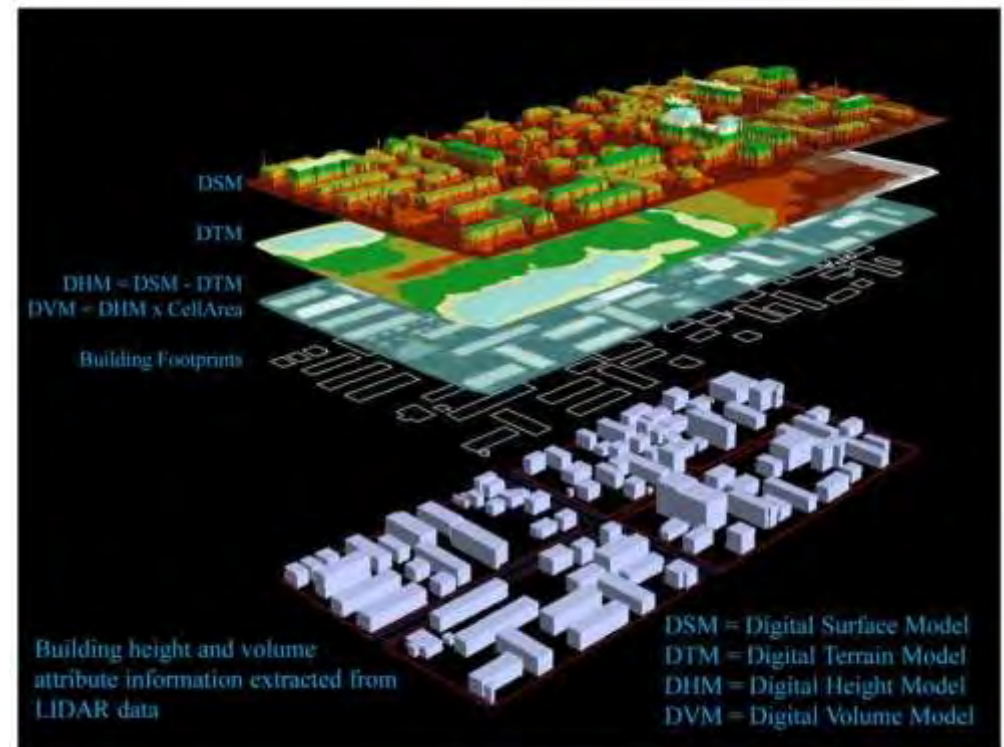 DSM
DTM
DHM = DSM - DTM
DVM = DHM x CellArea
Building Footprints
Building height and volume
attribute information extracted from
LIDAR data
DSM = Digital Surface Model
DTM = Digital Terrain Model
DHM = Digital Height Model
DVM = Digital Volume Model